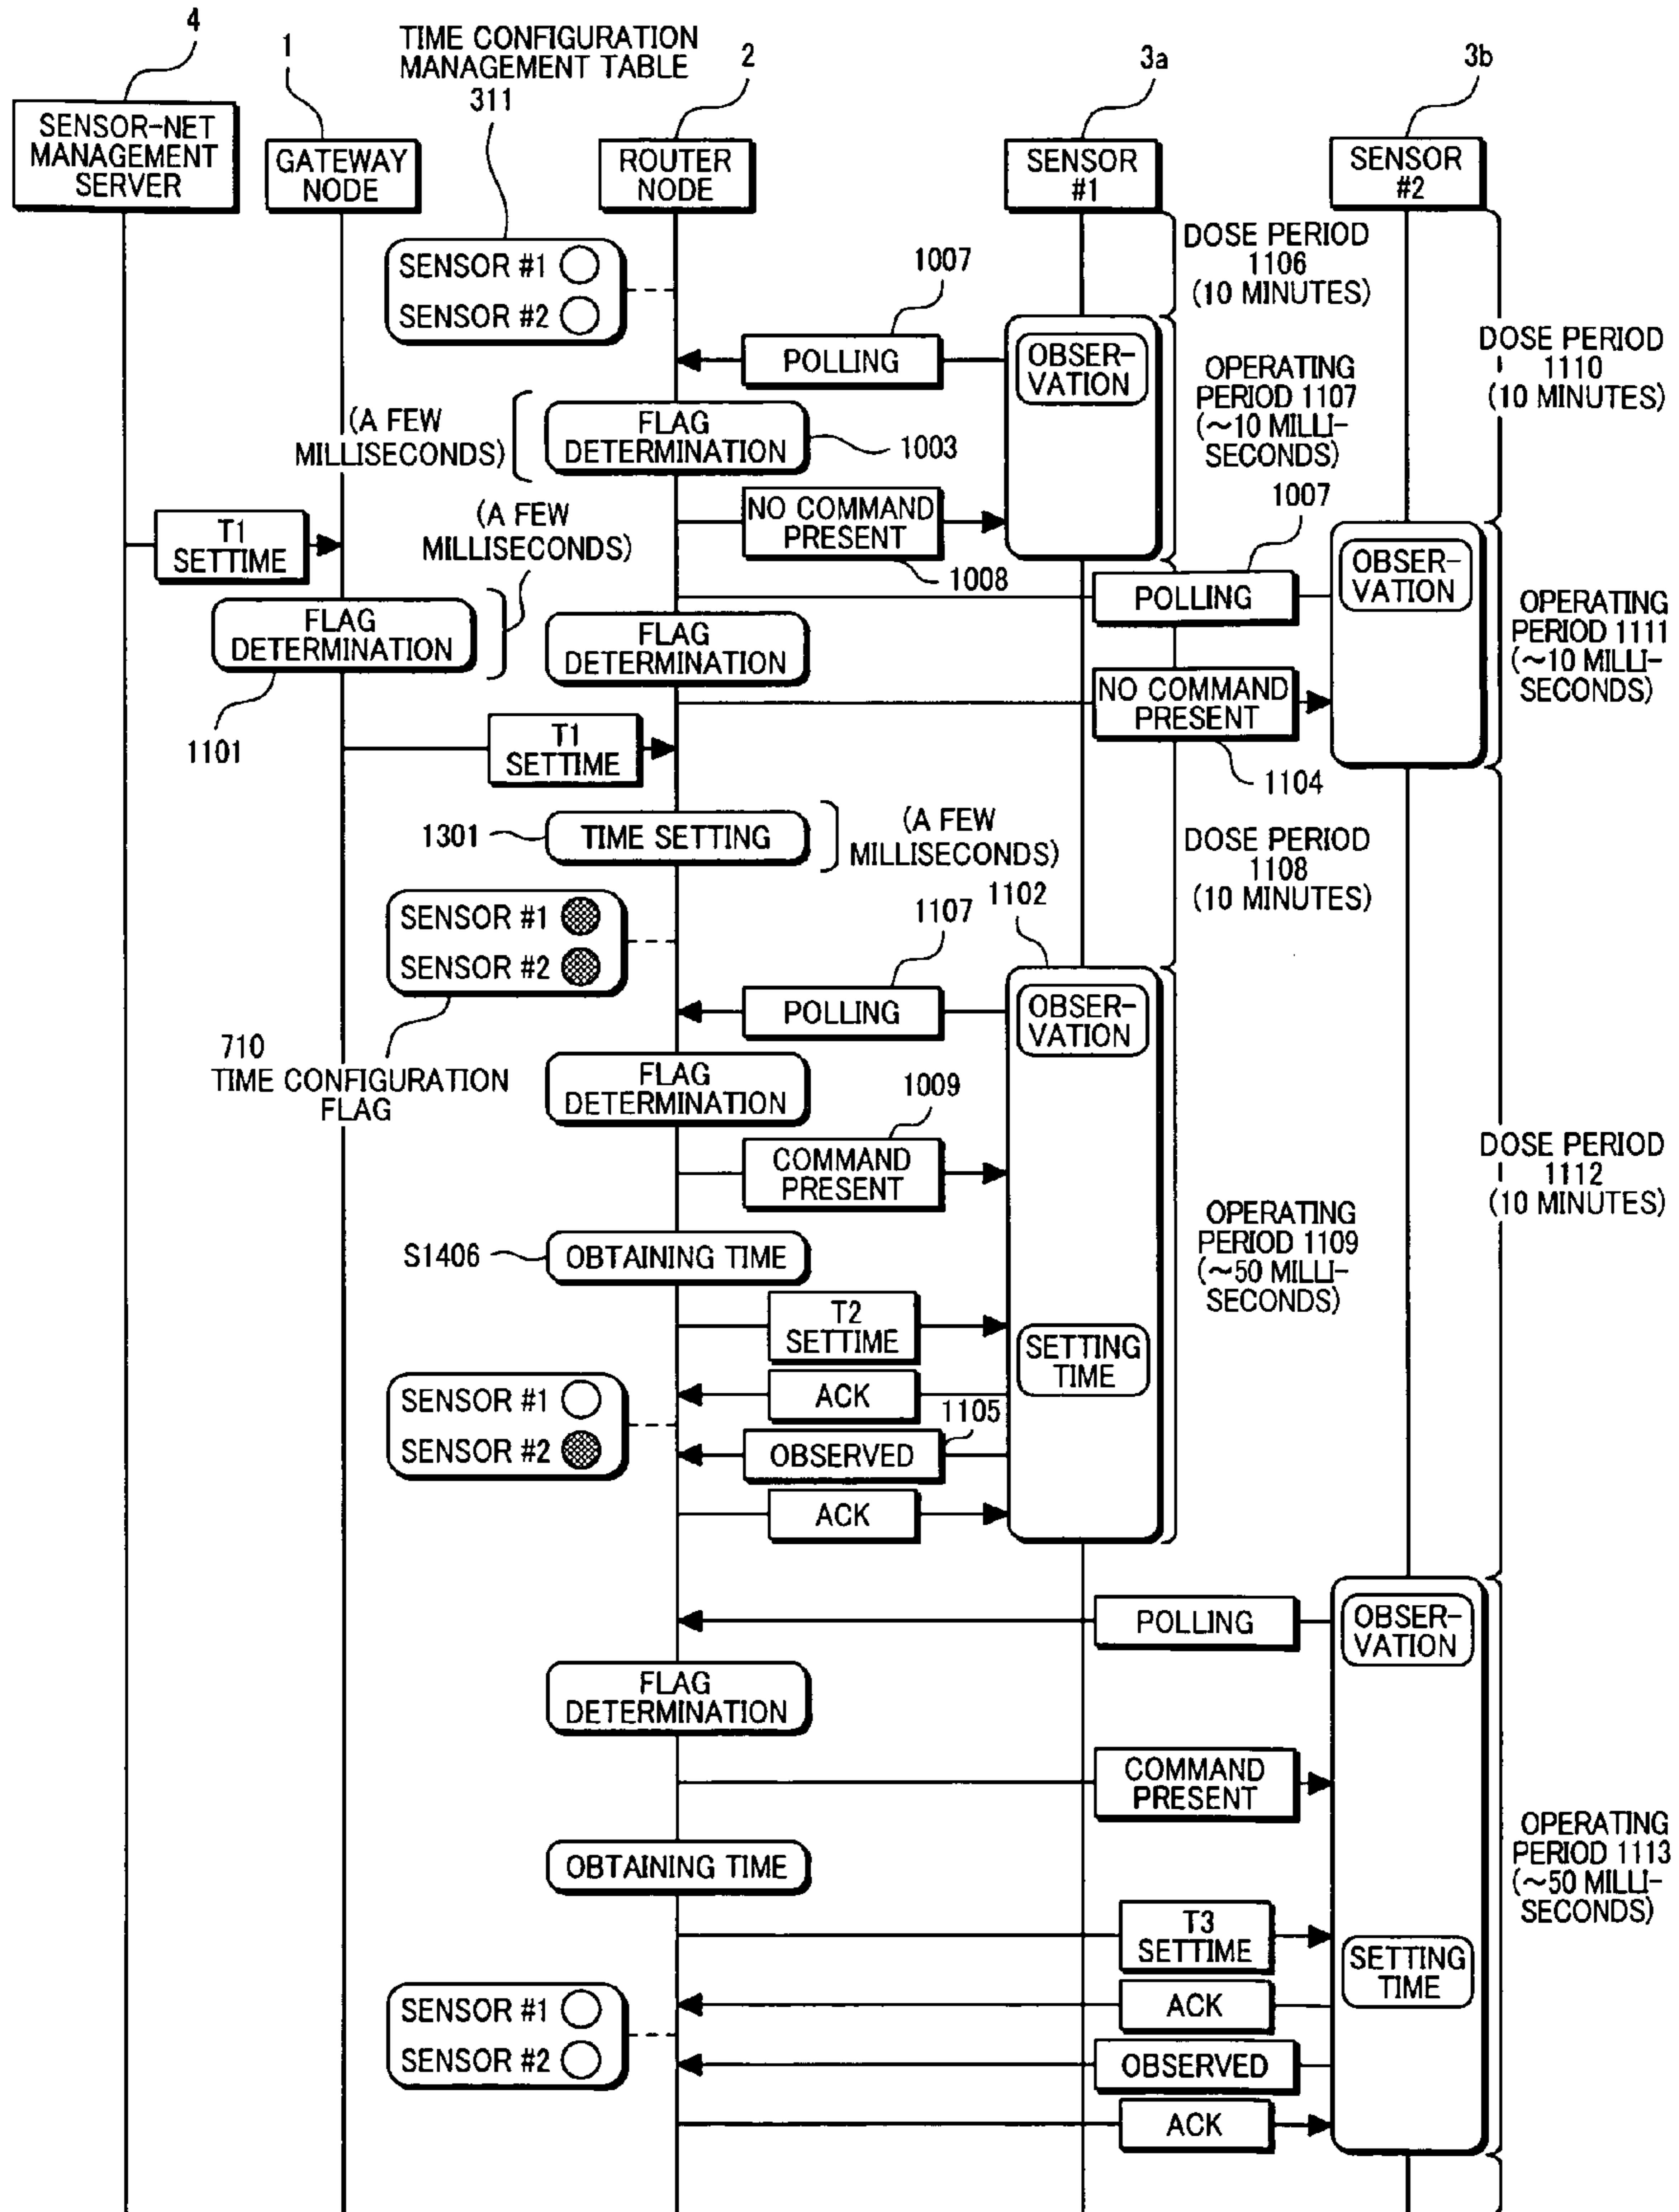 4
1
TIME CONFIGURATION
MANAGEMENT TABLE
311
2
3a
3b
SENSOR-NET
MANAGEMENT
SERVER
GATEWAY
NODE
ROUTER
NODE
SENSOR
#1
SENSOR
#2
SENSOR #1
SENSOR #2
1007
POLLING
OBSER-
VATION
DOSE PERIOD
1106
(10 MINUTES)
DOSE PERIOD
1110
(10 MINUTES)
OPERATING
PERIOD 1107
(~10 MILLI-
SECONDS)
(A FEW
MILLISECONDS)
FLAG
DETERMINATION
1003
NO COMMAND
PRESENT
1008
T1
SETTIME
(A FEW
MILLISECONDS)
1007
POLLING
OBSER-
VATION
OPERATING
PERIOD 1111
(~10 MILLI-
SECONDS)
FLAG
DETERMINATION
1101
FLAG
DETERMINATION
NO COMMAND
PRESENT
1104
T1
SETTIME
1301
TIME SETTING
(A FEW
MILLISECONDS)
DOSE PERIOD
1108
(10 MINUTES)
SENSOR #1
SENSOR #2
710
TIME CONFIGURATION
FLAG
1107
1102
POLLING
OBSER-
VATION
FLAG
DETERMINATION
1009
COMMAND
PRESENT
DOSE PERIOD
1112
(10 MINUTES)
OPERATING
PERIOD 1109
(~50 MILLI-
SECONDS)
S1406
OBTAINING TIME
T2
SETTIME
SETTING
TIME
SENSOR #1
SENSOR #2
ACK
1105
OBSERVED
ACK
POLLING
OBSER-
VATION
FLAG
DETERMINATION
COMMAND
PRESENT
OPERATING
PERIOD 1113
(~50 MILLI-
SECONDS)
OBTAINING TIME
T3
SETTIME
SETTING
TIME
SENSOR #1
SENSOR #2
ACK
OBSERVED
ACK